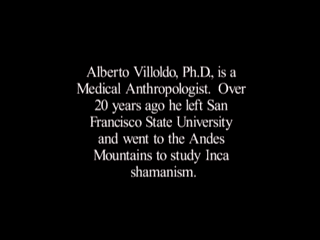 Alberto Villoldo, Ph.D., is a
Medical Anthropologist.  Over
20 years ago he left San
Francisco State University
and went to the Andes
Mountains to study Inca
shamanism.